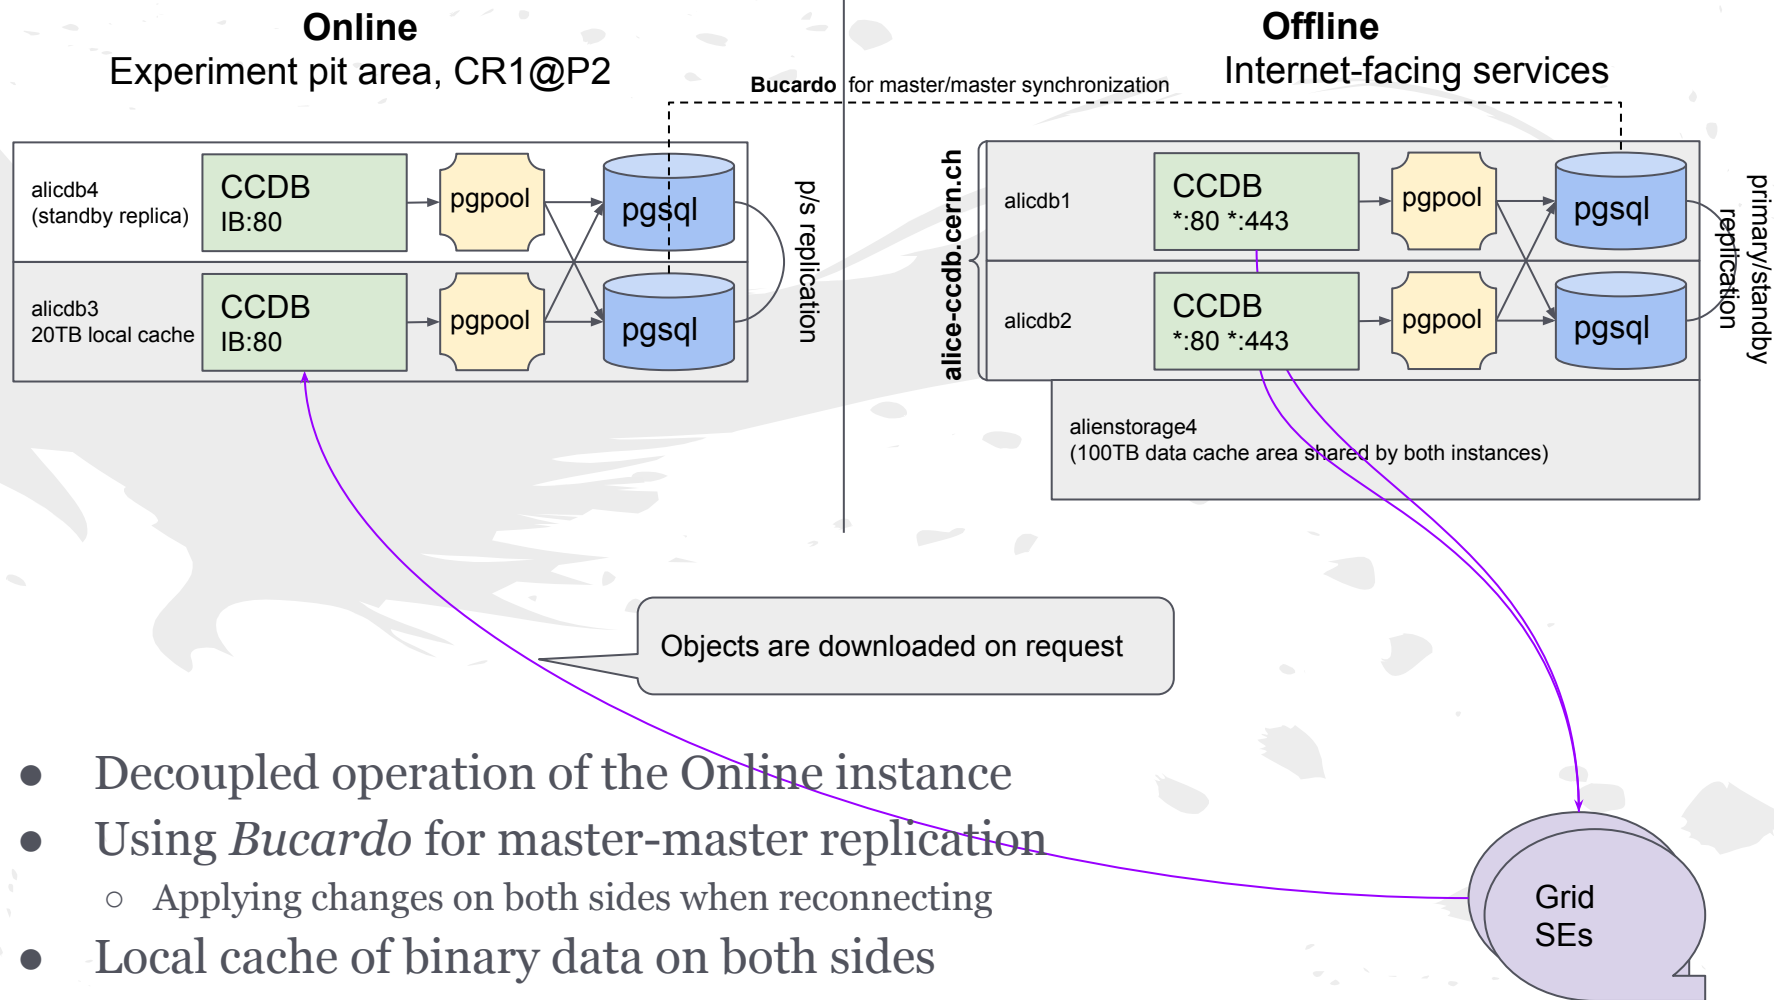 Online
Experiment pit area, CR1@P2
Offline
Internet-facing services
Bucardo for master/master synchronization
alicdb4
(standby replica)
CCDB
IB:80
pgpool
pgsql
alicdb3
20TB local cache
CCDB
IB:80
pgpool
pgsql
p/s replication
alice-ccdb.cern.ch
alicdb1
CCDB
*:80 *:443
pgpool
pgsql
alicdb2
CCDB
*:80 *:443
pgpool
pgsql
primary/standby
replication
alienstorage4
(100TB data cache area shared by both instances)
Objects are downloaded on request
● Decoupled operation of the Online instance
● Using Bucardo for master-master replication
○ Applying changes on both sides when reconnecting
● Local cache of binary data on both sides
Grid
SEs